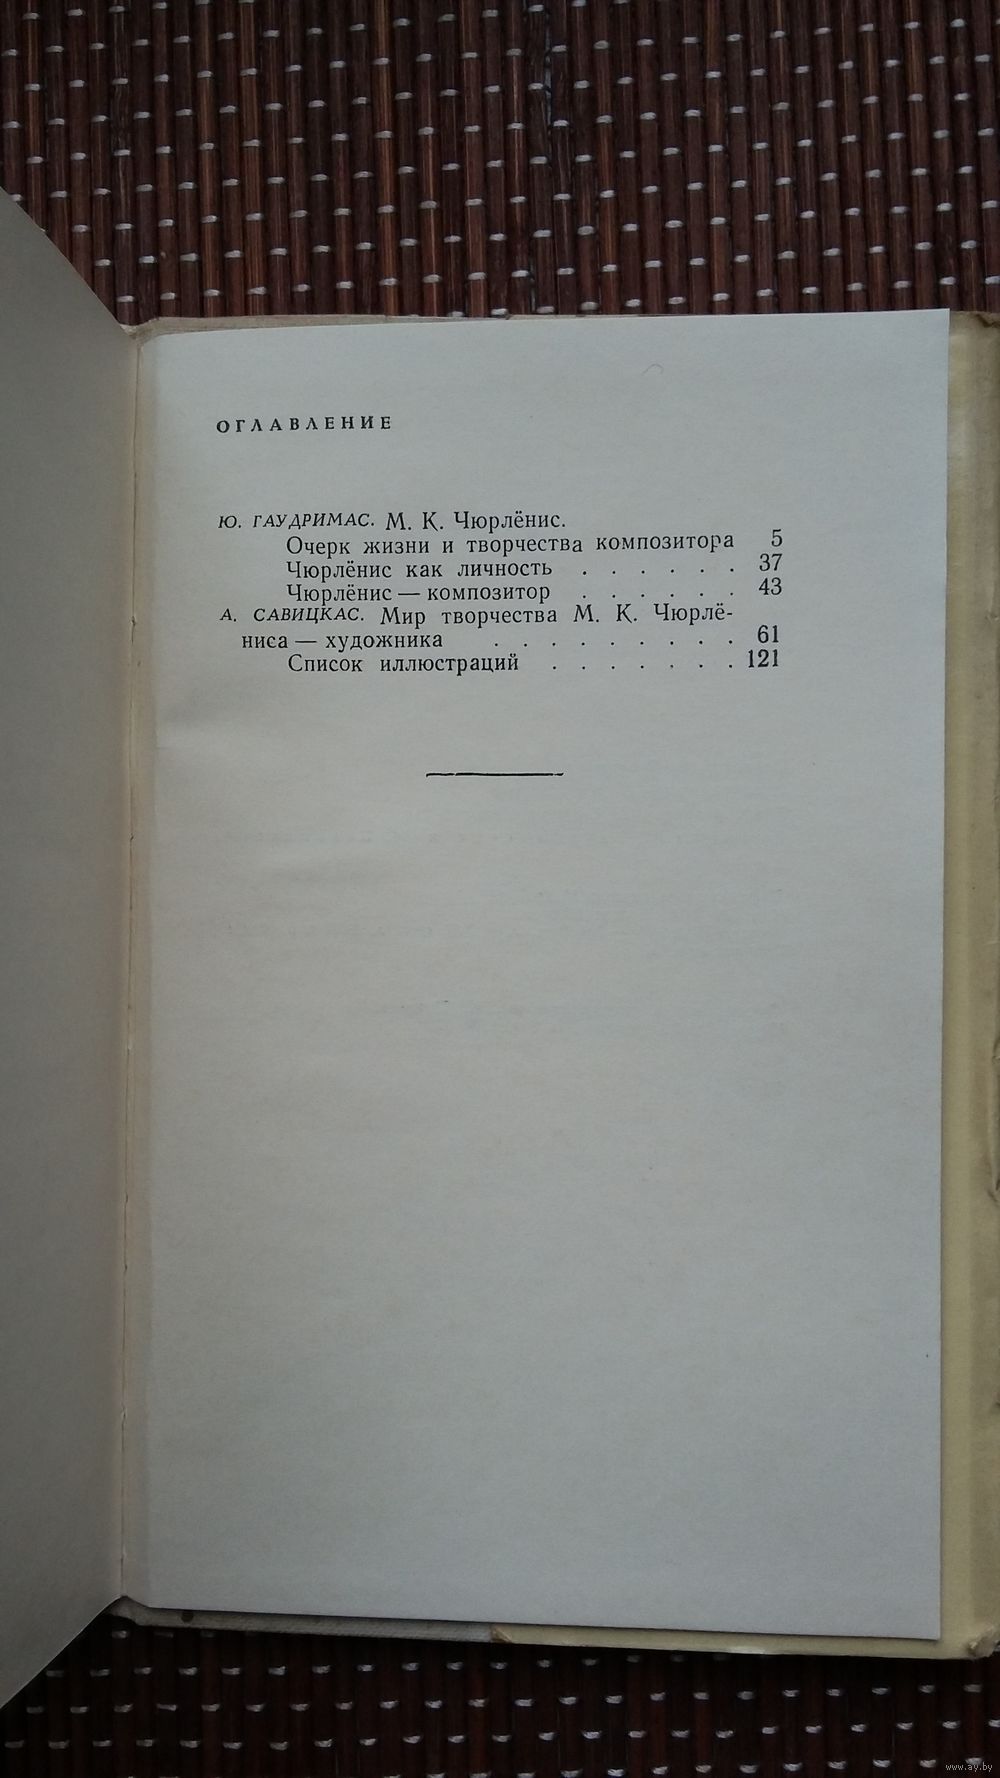 ОГЛАВЛЕНИЕ
Ю. ГАУДРИМАС. М. К. Чюрлёнис.
Очерк жизни и творчества композитора 5
Чюрлёнис как личность . . . . . . 37
Чюрлёнис — композитор . . . . . . 43
А. САВИЦКАС. Мир творчества М. К. Чюрлё-
ниса — художника . . . . . . . . . 61
Список иллюстраций . . . . . . . 121
www.ay.by